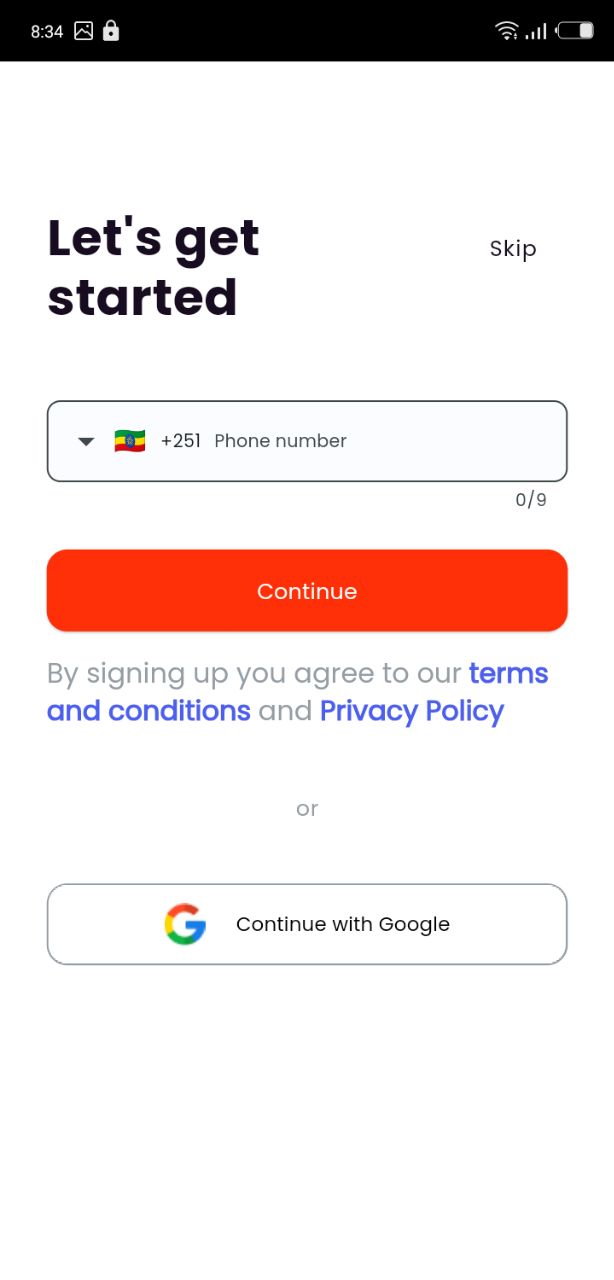 8:34
Let's get
started
Skip
+251 Phone number
0/9
Continue
By signing up you agree to our terms
and conditions and Privacy Policy
or
Continue with Google